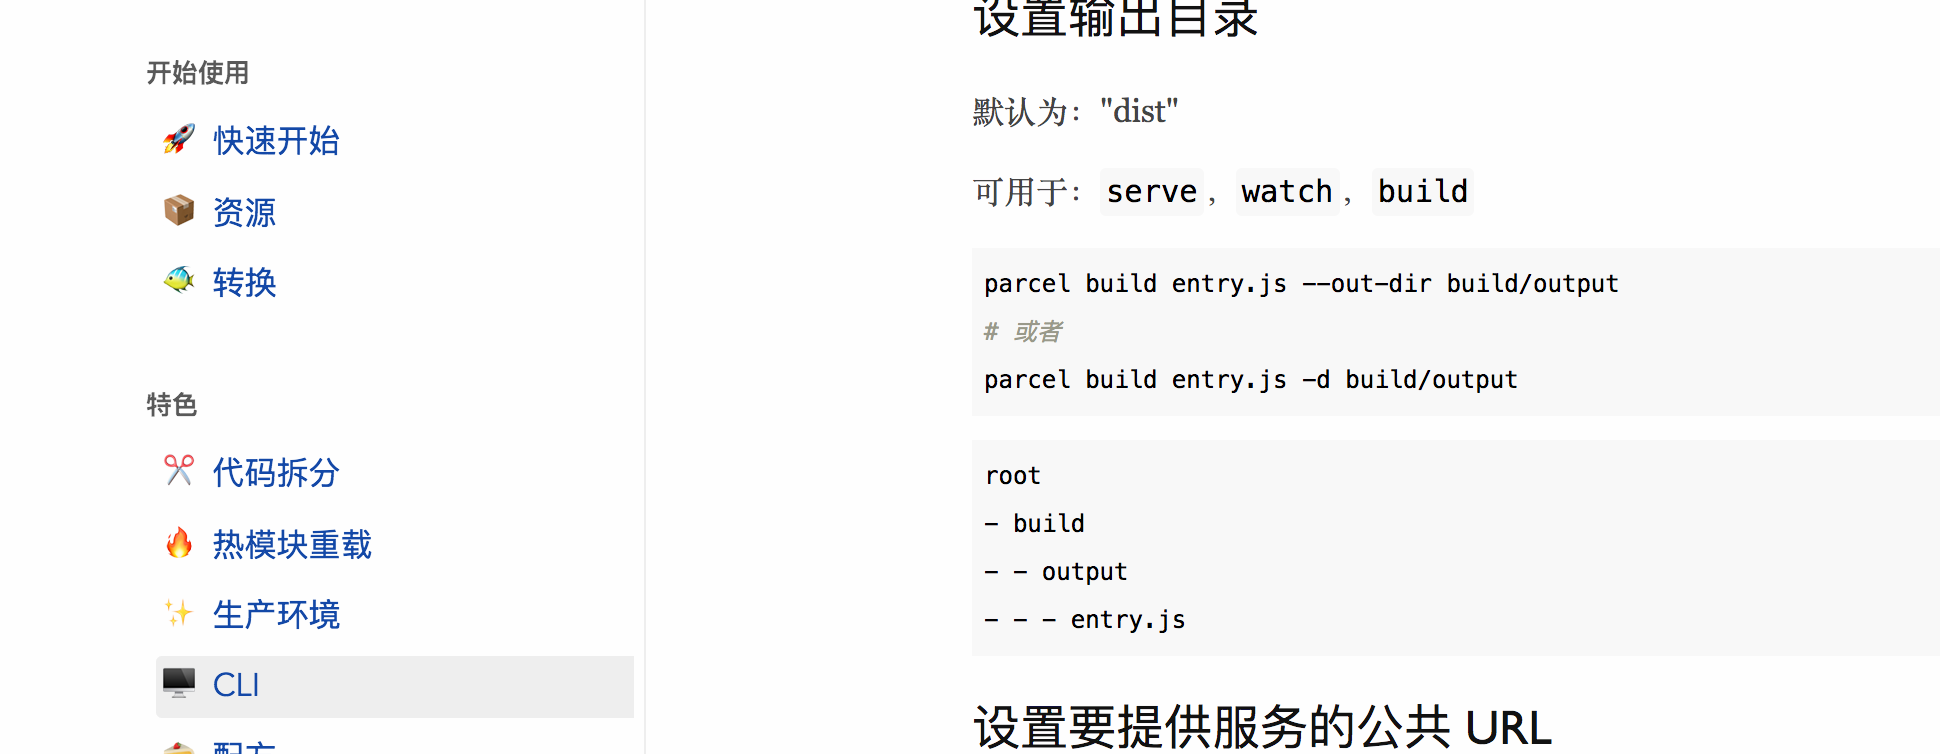 开始使用
快速开始
资源
转换
特色
代码拆分
热模块重载
生产环境
CLI
配方
设置输出目录
默认为："dist"
可用于：serve，watch，build
parcel build entry.js --out-dir build/output
# 或者
parcel build entry.js -d build/output
root
- build
- - output
- - - entry.js
设置要提供服务的公共 URL